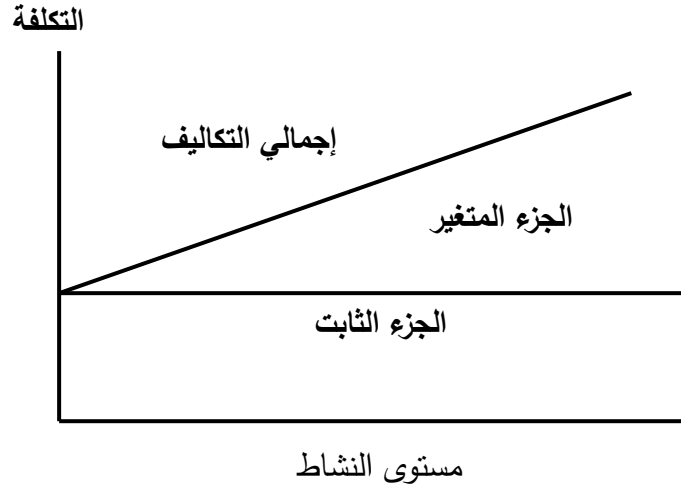 التكلفة
إجمالي التكاليف
الجزء المتغير
الجزء الثابت
مستوى النشاط